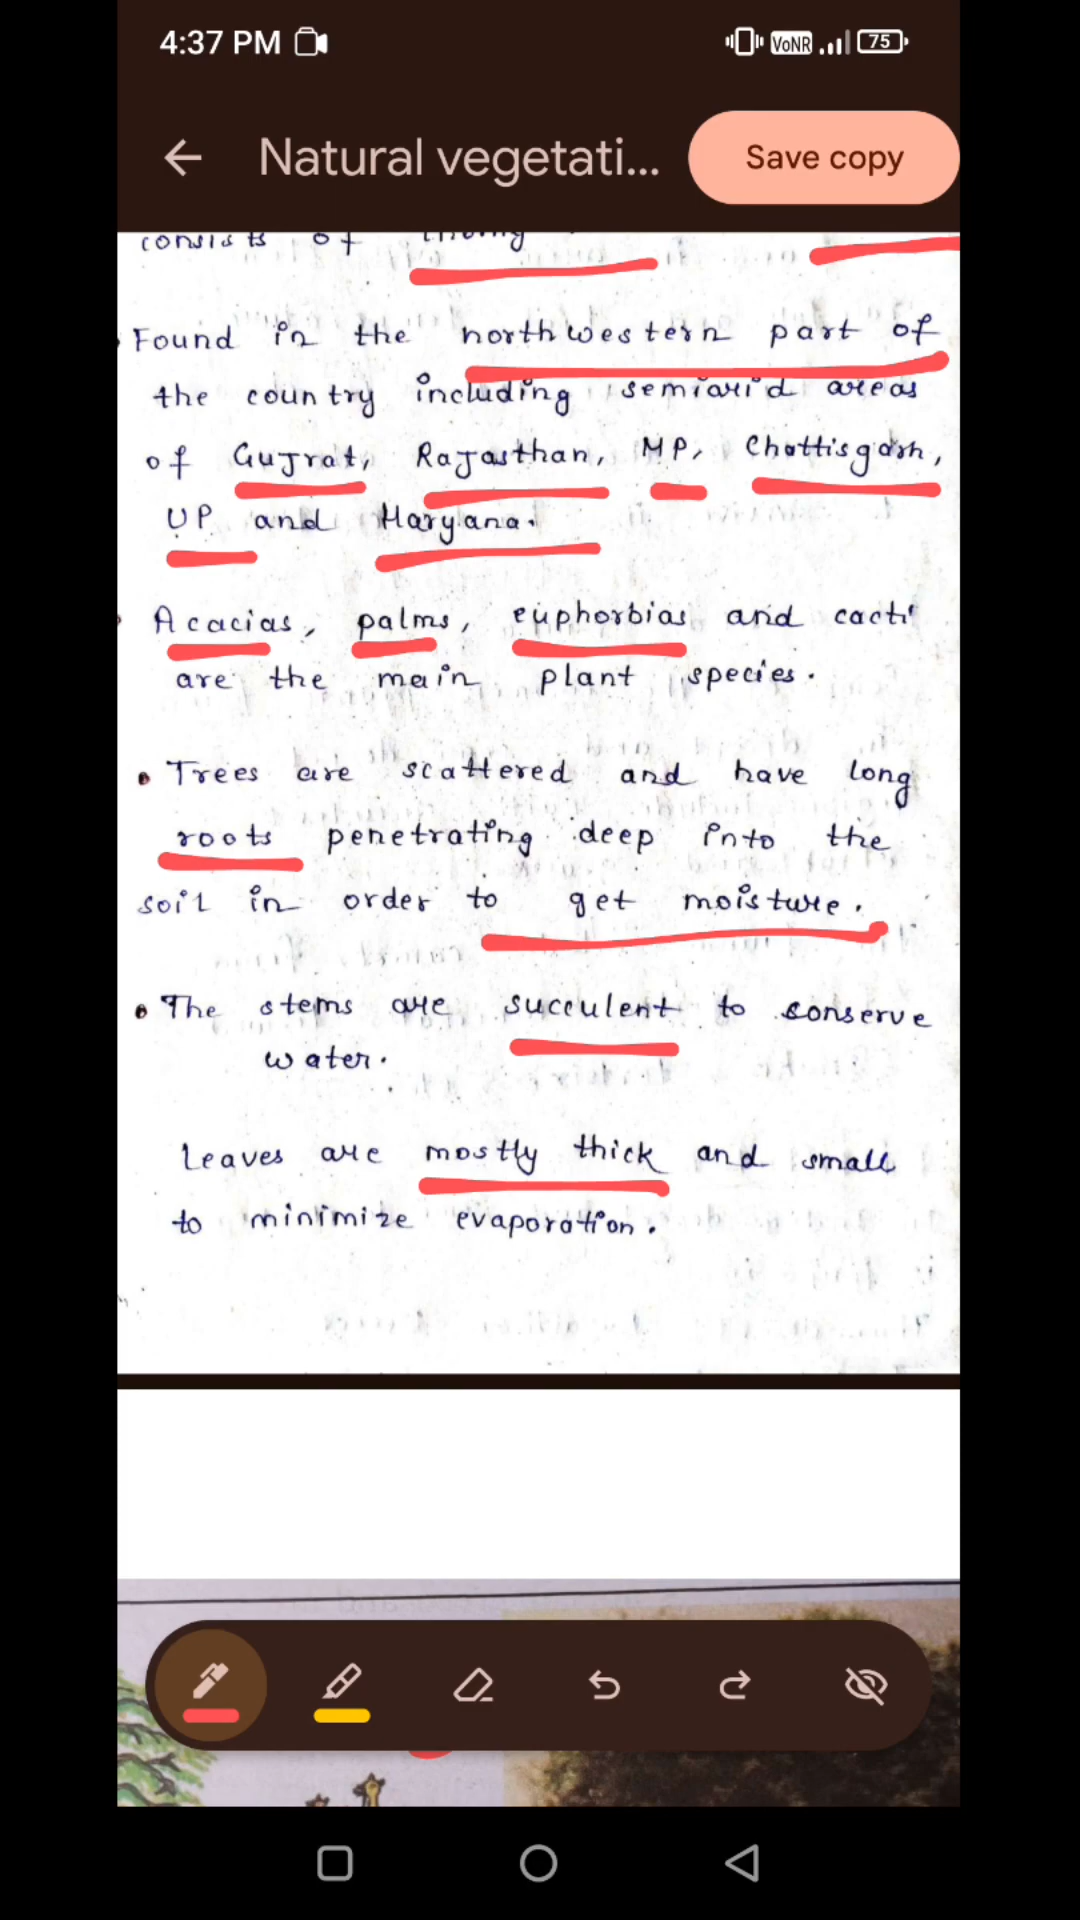 4:37 PM
VoNR 75
Natural vegetati...
Save copy
consists of thorny
Found in the northwestern part of
the country including semiarid areas
of Gujrat, Rajasthan, MP, Chattisgarh,
UP and Haryana.
Acacias, palms, euphorbias and cacti
are the main plant species.
• Trees are scattered and have long
roots penetrating deep into the
soil in order to get moisture.
• The stems are succulent to conserve
water.
Leaves are mostly thick and small
to minimize evaporation.